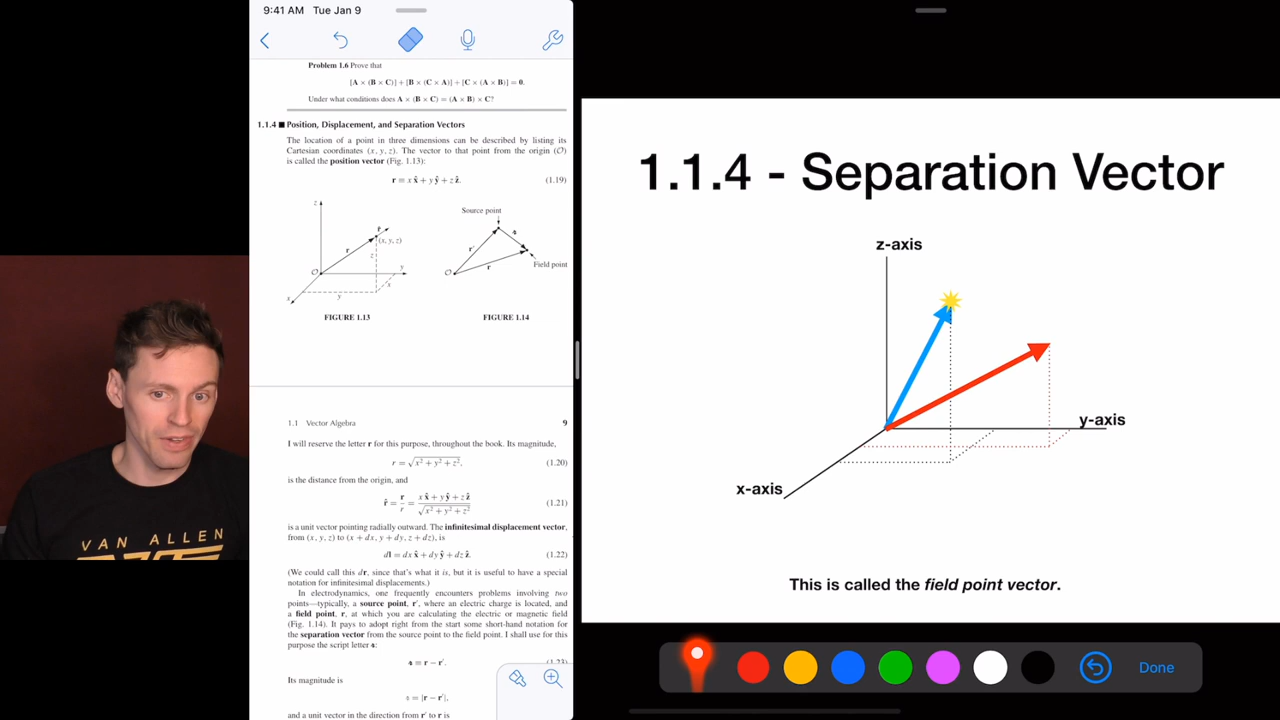 9:41 AM Tue Jan 9
Problem 1.6 Prove that
[A × (B × C)] + [B × (C × A)] + [C × (A × B)] = 0.
Under what conditions does A × (B × C) = (A × B) × C?
1.1.4 ■ Position, Displacement, and Separation Vectors
The location of a point in three dimensions can be described by listing its
Cartesian coordinates (x, y, z). The vector to that point from the origin (𝒪)
is called the position vector (Fig. 1.13):
r ≡ x x̂ + y ŷ + z ẑ. (1.19)
z
r̂
(x, y, z)
r
z
𝒪
y
x
y
x
FIGURE 1.13
Source point
𝓇
r′
r
𝒪
Field point
FIGURE 1.14
1.1 Vector Algebra 9
I will reserve the letter r for this purpose, throughout the book. Its magnitude,
r = √(x² + y² + z²), (1.20)
is the distance from the origin, and
r̂ = r/r = (x x̂ + y ŷ + z ẑ)/√(x² + y² + z²) (1.21)
is a unit vector pointing radially outward. The infinitesimal displacement vector,
from (x, y, z) to (x + dx, y + dy, z + dz), is
dl = dx x̂ + dy ŷ + dz ẑ. (1.22)
(We could call this dr, since that's what it is, but it is useful to have a special
notation for infinitesimal displacements.)
In electrodynamics, one frequently encounters problems involving two
points—typically, a source point, r′, where an electric charge is located, and
a field point, r, at which you are calculating the electric or magnetic field
(Fig. 1.14). It pays to adopt right from the start some short-hand notation for
the separation vector from the source point to the field point. I shall use for this
purpose the script letter 𝓇:
𝓇 ≡ r − r′. (1.23)
Its magnitude is
𝓇 = |r − r′|,
and a unit vector in the direction from r′ to r is
1.1.4 - Separation Vector
z-axis
y-axis
x-axis
This is called the field point vector.
Done
VAN ALLEN